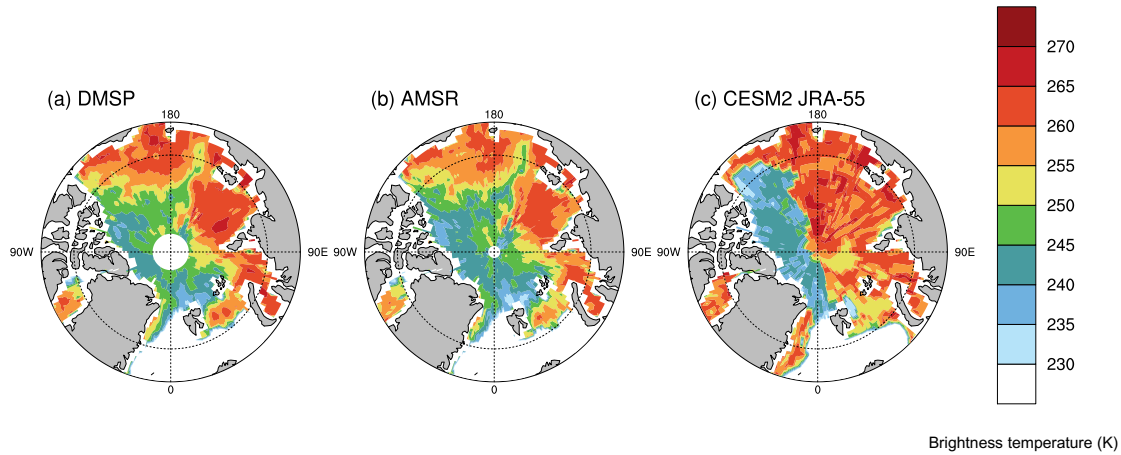 (a) DMSP
(b) AMSR
(c) CESM2 JRA-55
180
180
180
90W
90E
90W
90E
90W
90E
0
0
0
270
265
260
255
250
245
240
235
230
Brightness temperature (K)